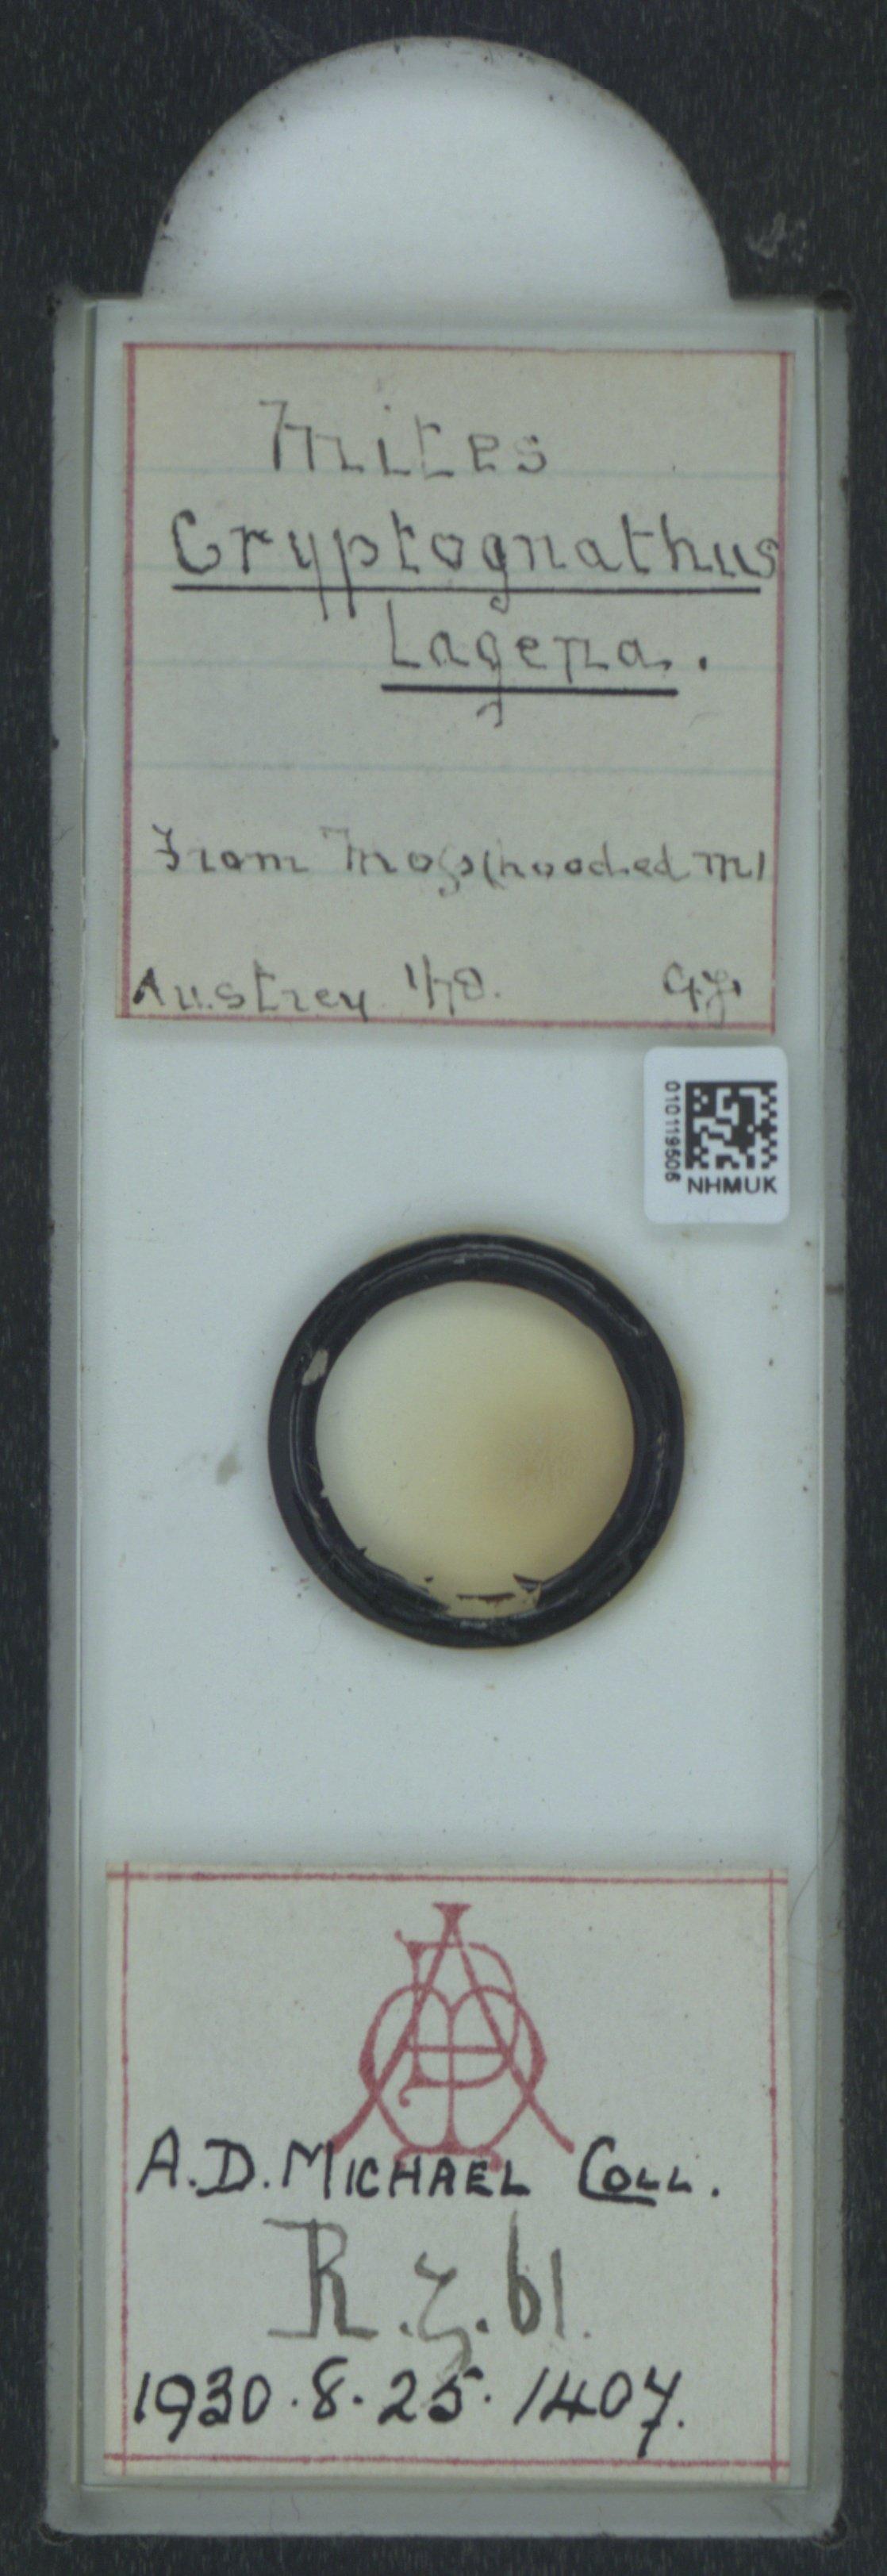 Mites
Cryptognathus
Lagena.
From Moss (hooded M)
Austrey 1/78. G.J.
010119506
NHMUK
A.D. MICHAEL COLL.
R.z.61.
1930.8.25.1407.